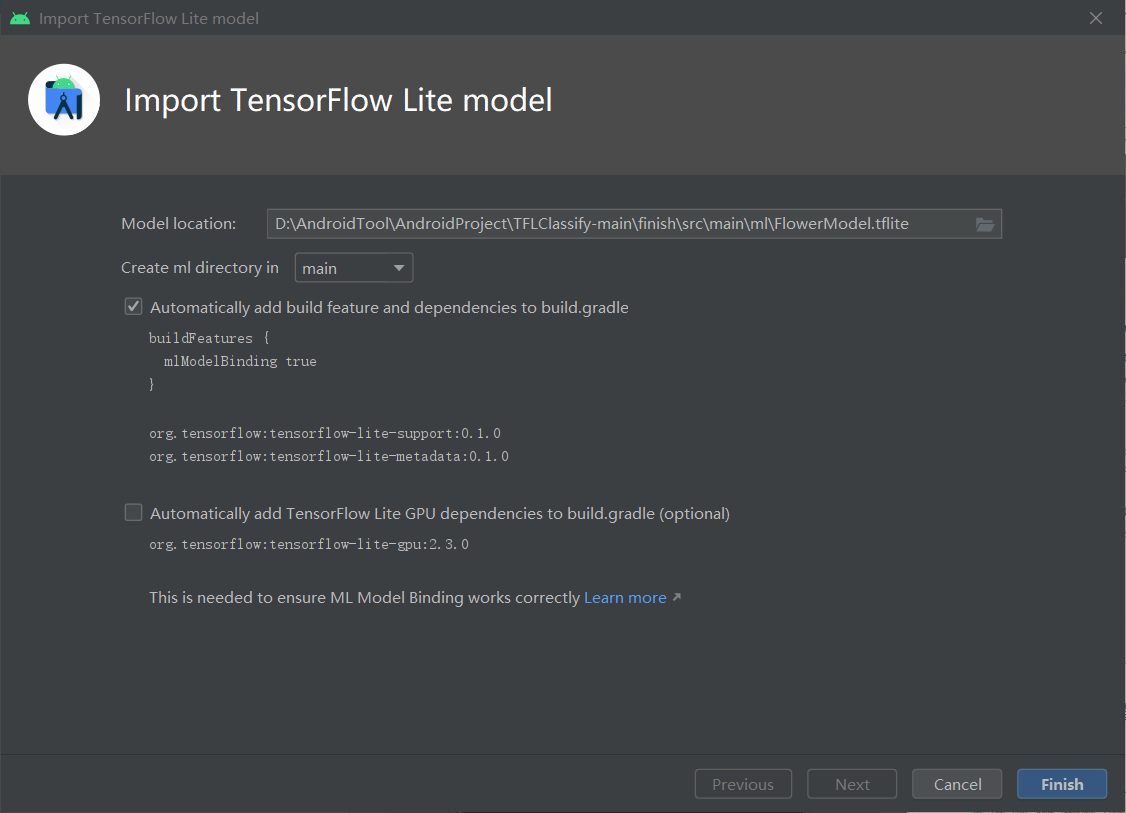 Import TensorFlow Lite model
Import TensorFlow Lite model
Model location: D:\AndroidTool\AndroidProject\TFLClassify-main\finish\src\main\ml\FlowerModel.tflite
Create ml directory in main
Automatically add build feature and dependencies to build.gradle
buildFeatures {
  mlModelBinding true
}
org.tensorflow:tensorflow-lite-support:0.1.0
org.tensorflow:tensorflow-lite-metadata:0.1.0
Automatically add TensorFlow Lite GPU dependencies to build.gradle (optional)
org.tensorflow:tensorflow-lite-gpu:2.3.0
This is needed to ensure ML Model Binding works correctly Learn more ↗
Previous Next Cancel Finish